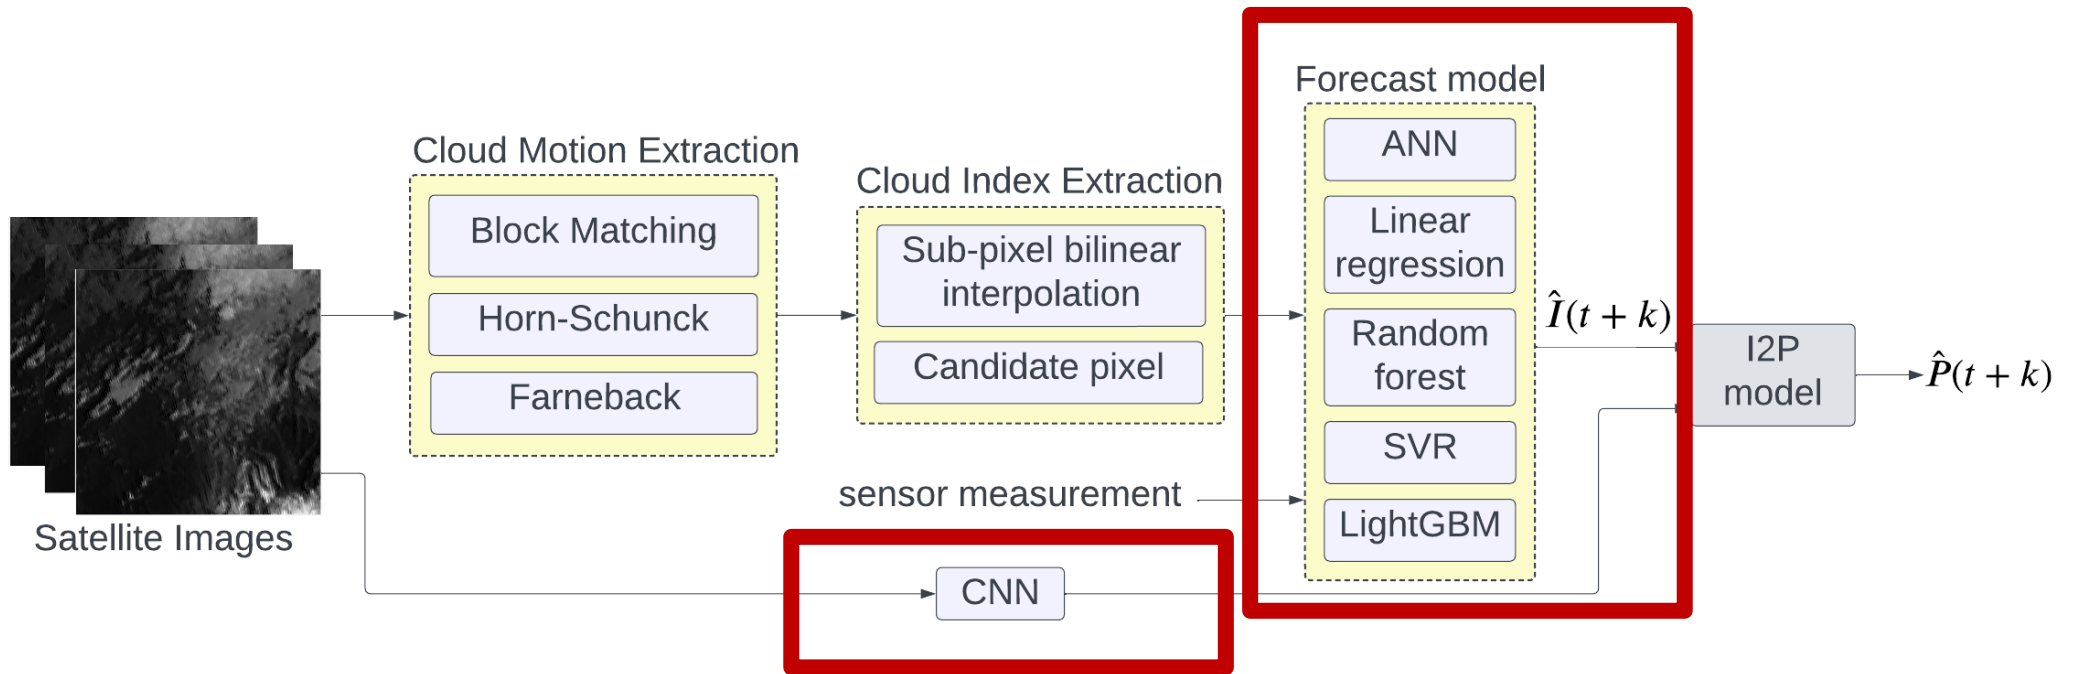 Satellite Images
Cloud Motion Extraction
Block Matching
Horn-Schunck
Farneback
Cloud Index Extraction
Sub-pixel bilinear
interpolation
Candidate pixel
sensor measurement
CNN
Forecast model
ANN
Linear
regression
Random
forest
SVR
LightGBM
Î(t + k)
I2P
model
P̂(t + k)